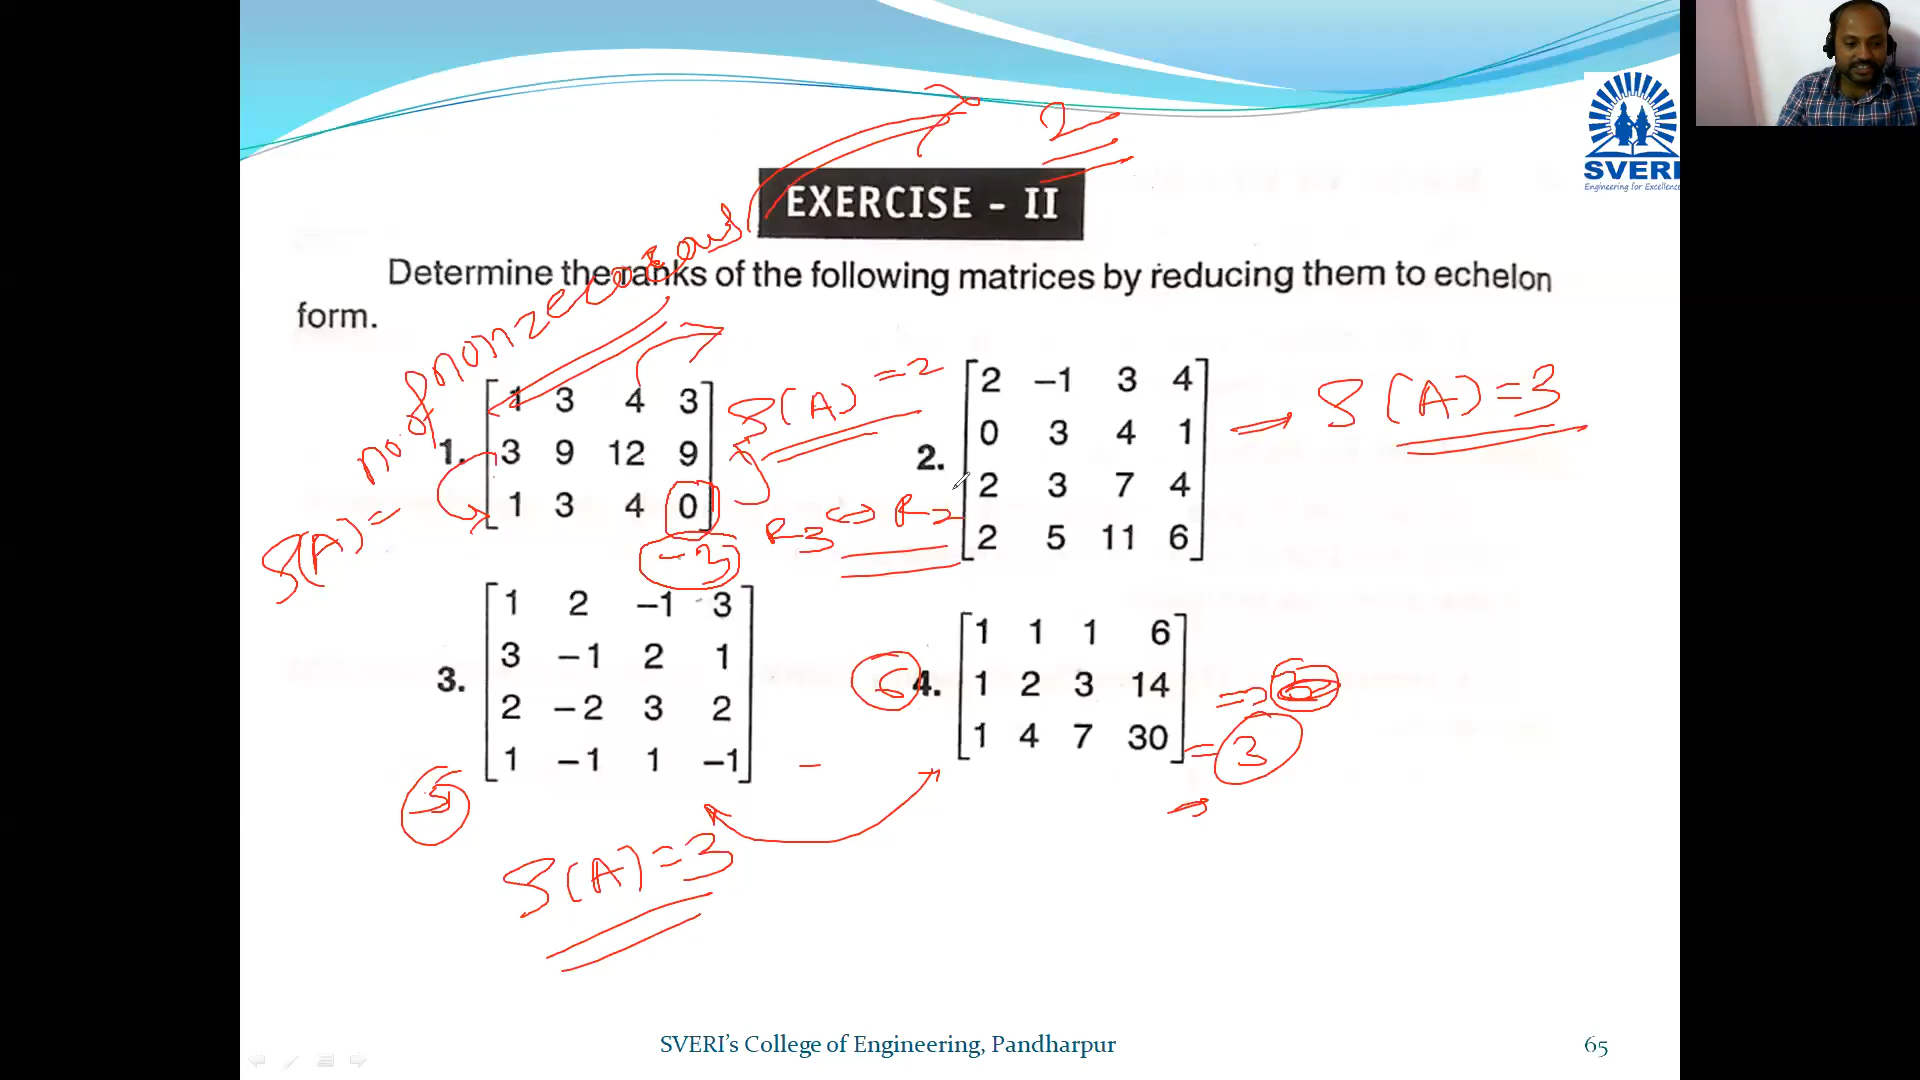 2
SVERI
Engineering for Excellence
EXERCISE - II
Determine the ranks of the following matrices by reducing them to echelon
form.
no. of nonzero rows
ρ(A) =
1.
1 3 4 3
3 9 12 9
1 3 4 0
-3
ρ(A) = 2
R3 ↔ R2
2.
2 -1 3 4
0 3 4 1
2 3 7 4
2 5 11 6
⇒ ρ(A) = 3
3.
1 2 -1 3
3 -1 2 1
2 -2 3 2
1 -1 1 -1
5
ρ(A) = 3
4.
1 1 1 6
1 2 3 14
1 4 7 30
= 3
SVERI's College of Engineering, Pandharpur
65